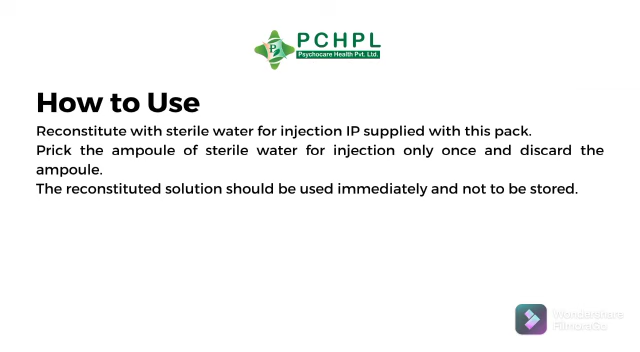 PCHPL
Psychocare Health Pvt. Ltd.
How to Use
Reconstitute with sterile water for injection IP supplied with this pack.
Prick the ampoule of sterile water for injection only once and discard the
ampoule.
The reconstituted solution should be used immediately and not to be stored.
Wondershare
FilmoraGo